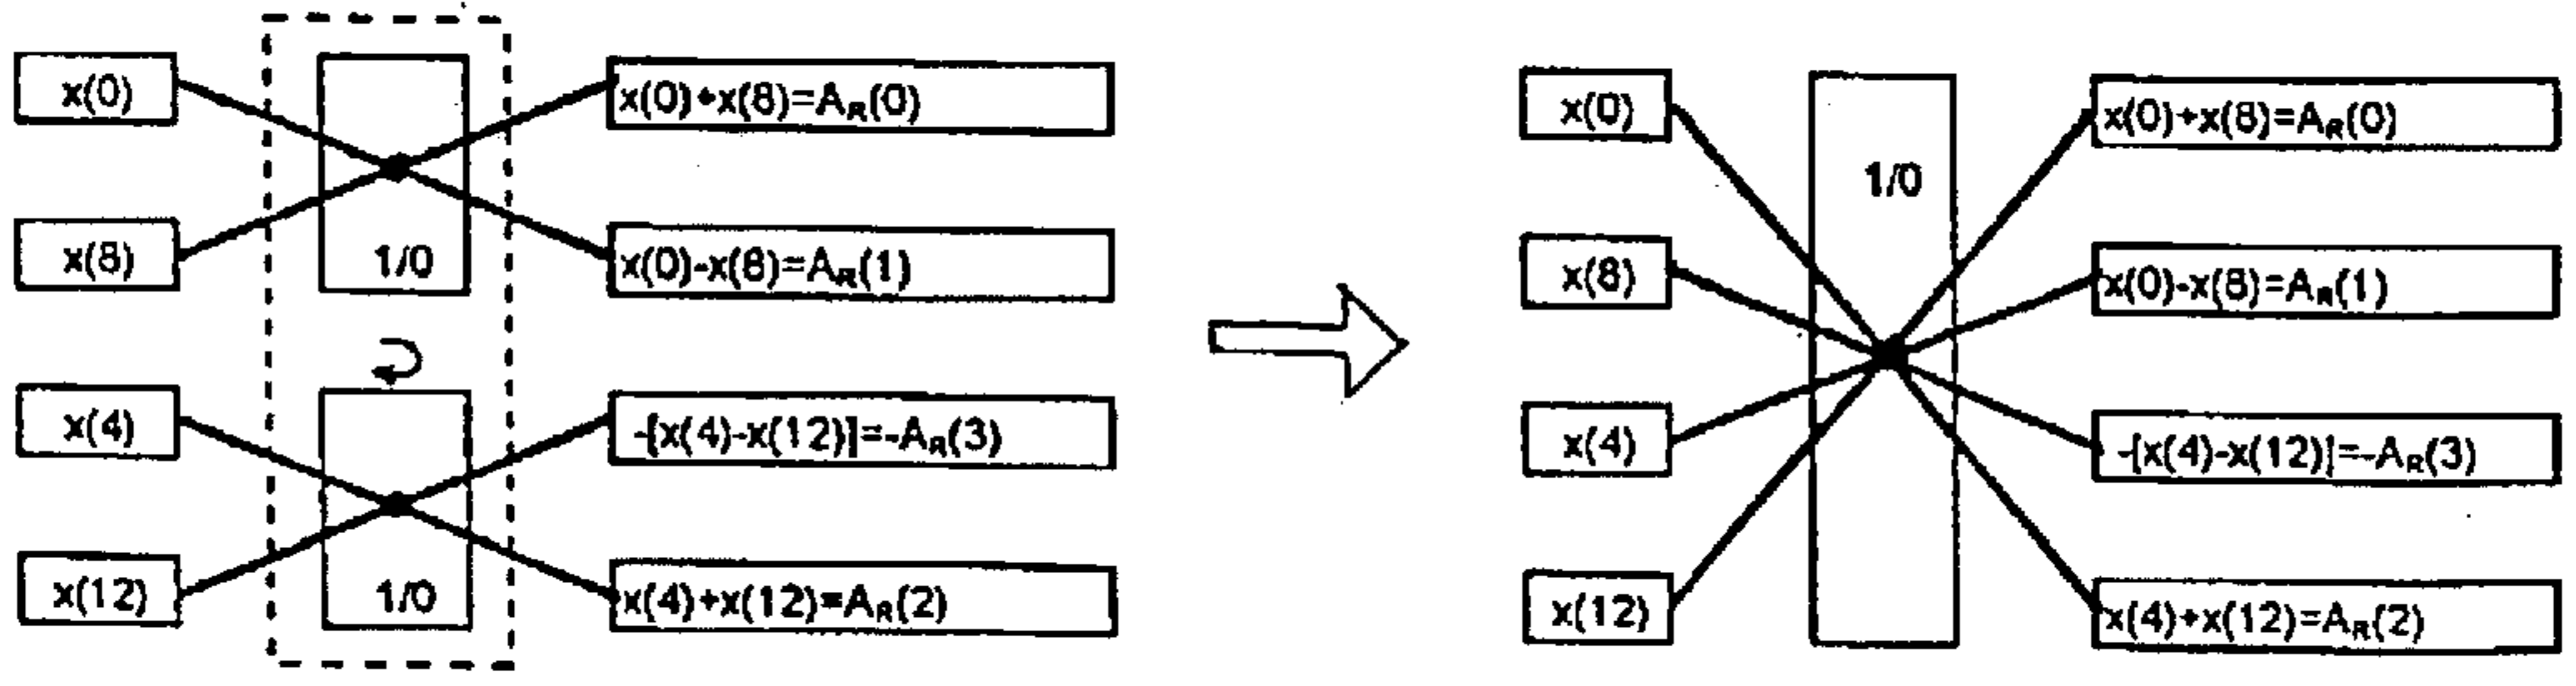 x(0)
x(8)
x(4)
x(12)
1/0
1/0
x(0)+x(8)=A_R(0)
x(0)-x(8)=A_R(1)
-[x(4)-x(12)]=-A_R(3)
x(4)+x(12)=A_R(2)
x(0)
x(8)
x(4)
x(12)
1/0
x(0)+x(8)=A_R(0)
x(0)-x(8)=A_R(1)
-[x(4)-x(12)]=-A_R(3)
x(4)+x(12)=A_R(2)